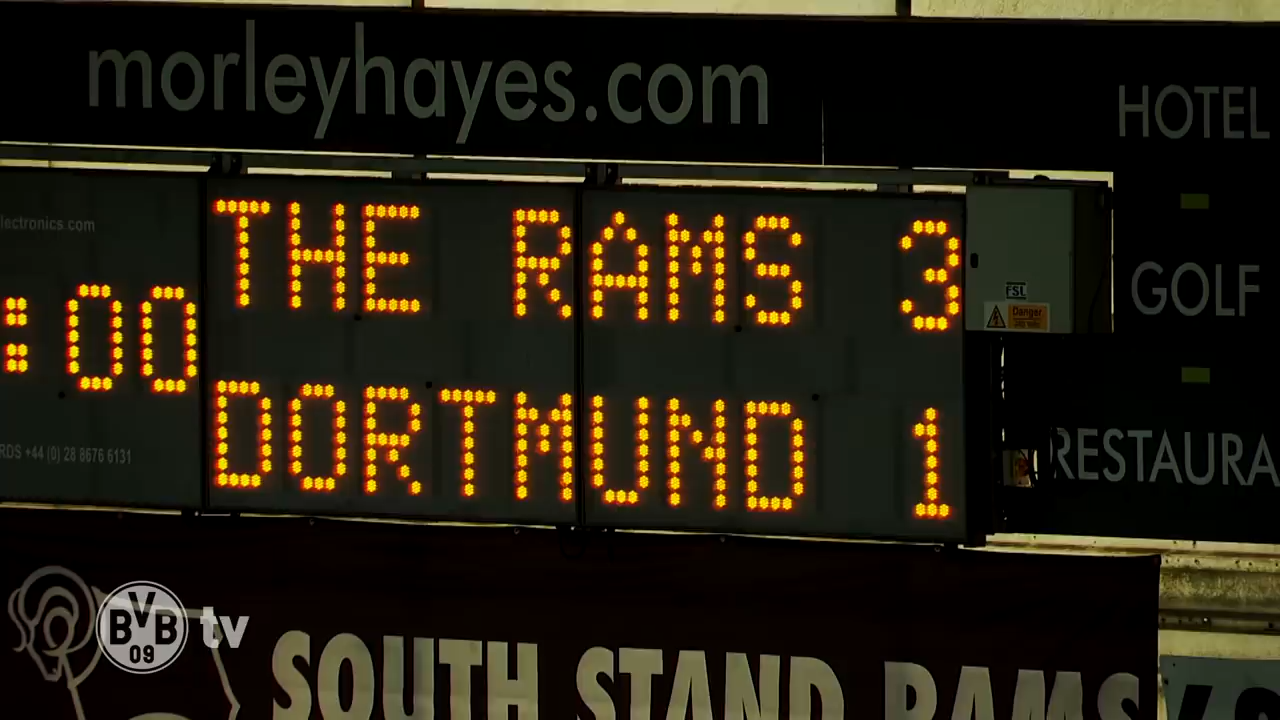 morleyhayes.com
HOTEL
lectronics.com
THE RAMS 3
FSL
Danger
GOLF
:00
DORTMUND 1
RDS +44 (0) 28 8676 6131
RESTAURA
BVB 09 tv
SOUTH STAND RAMS